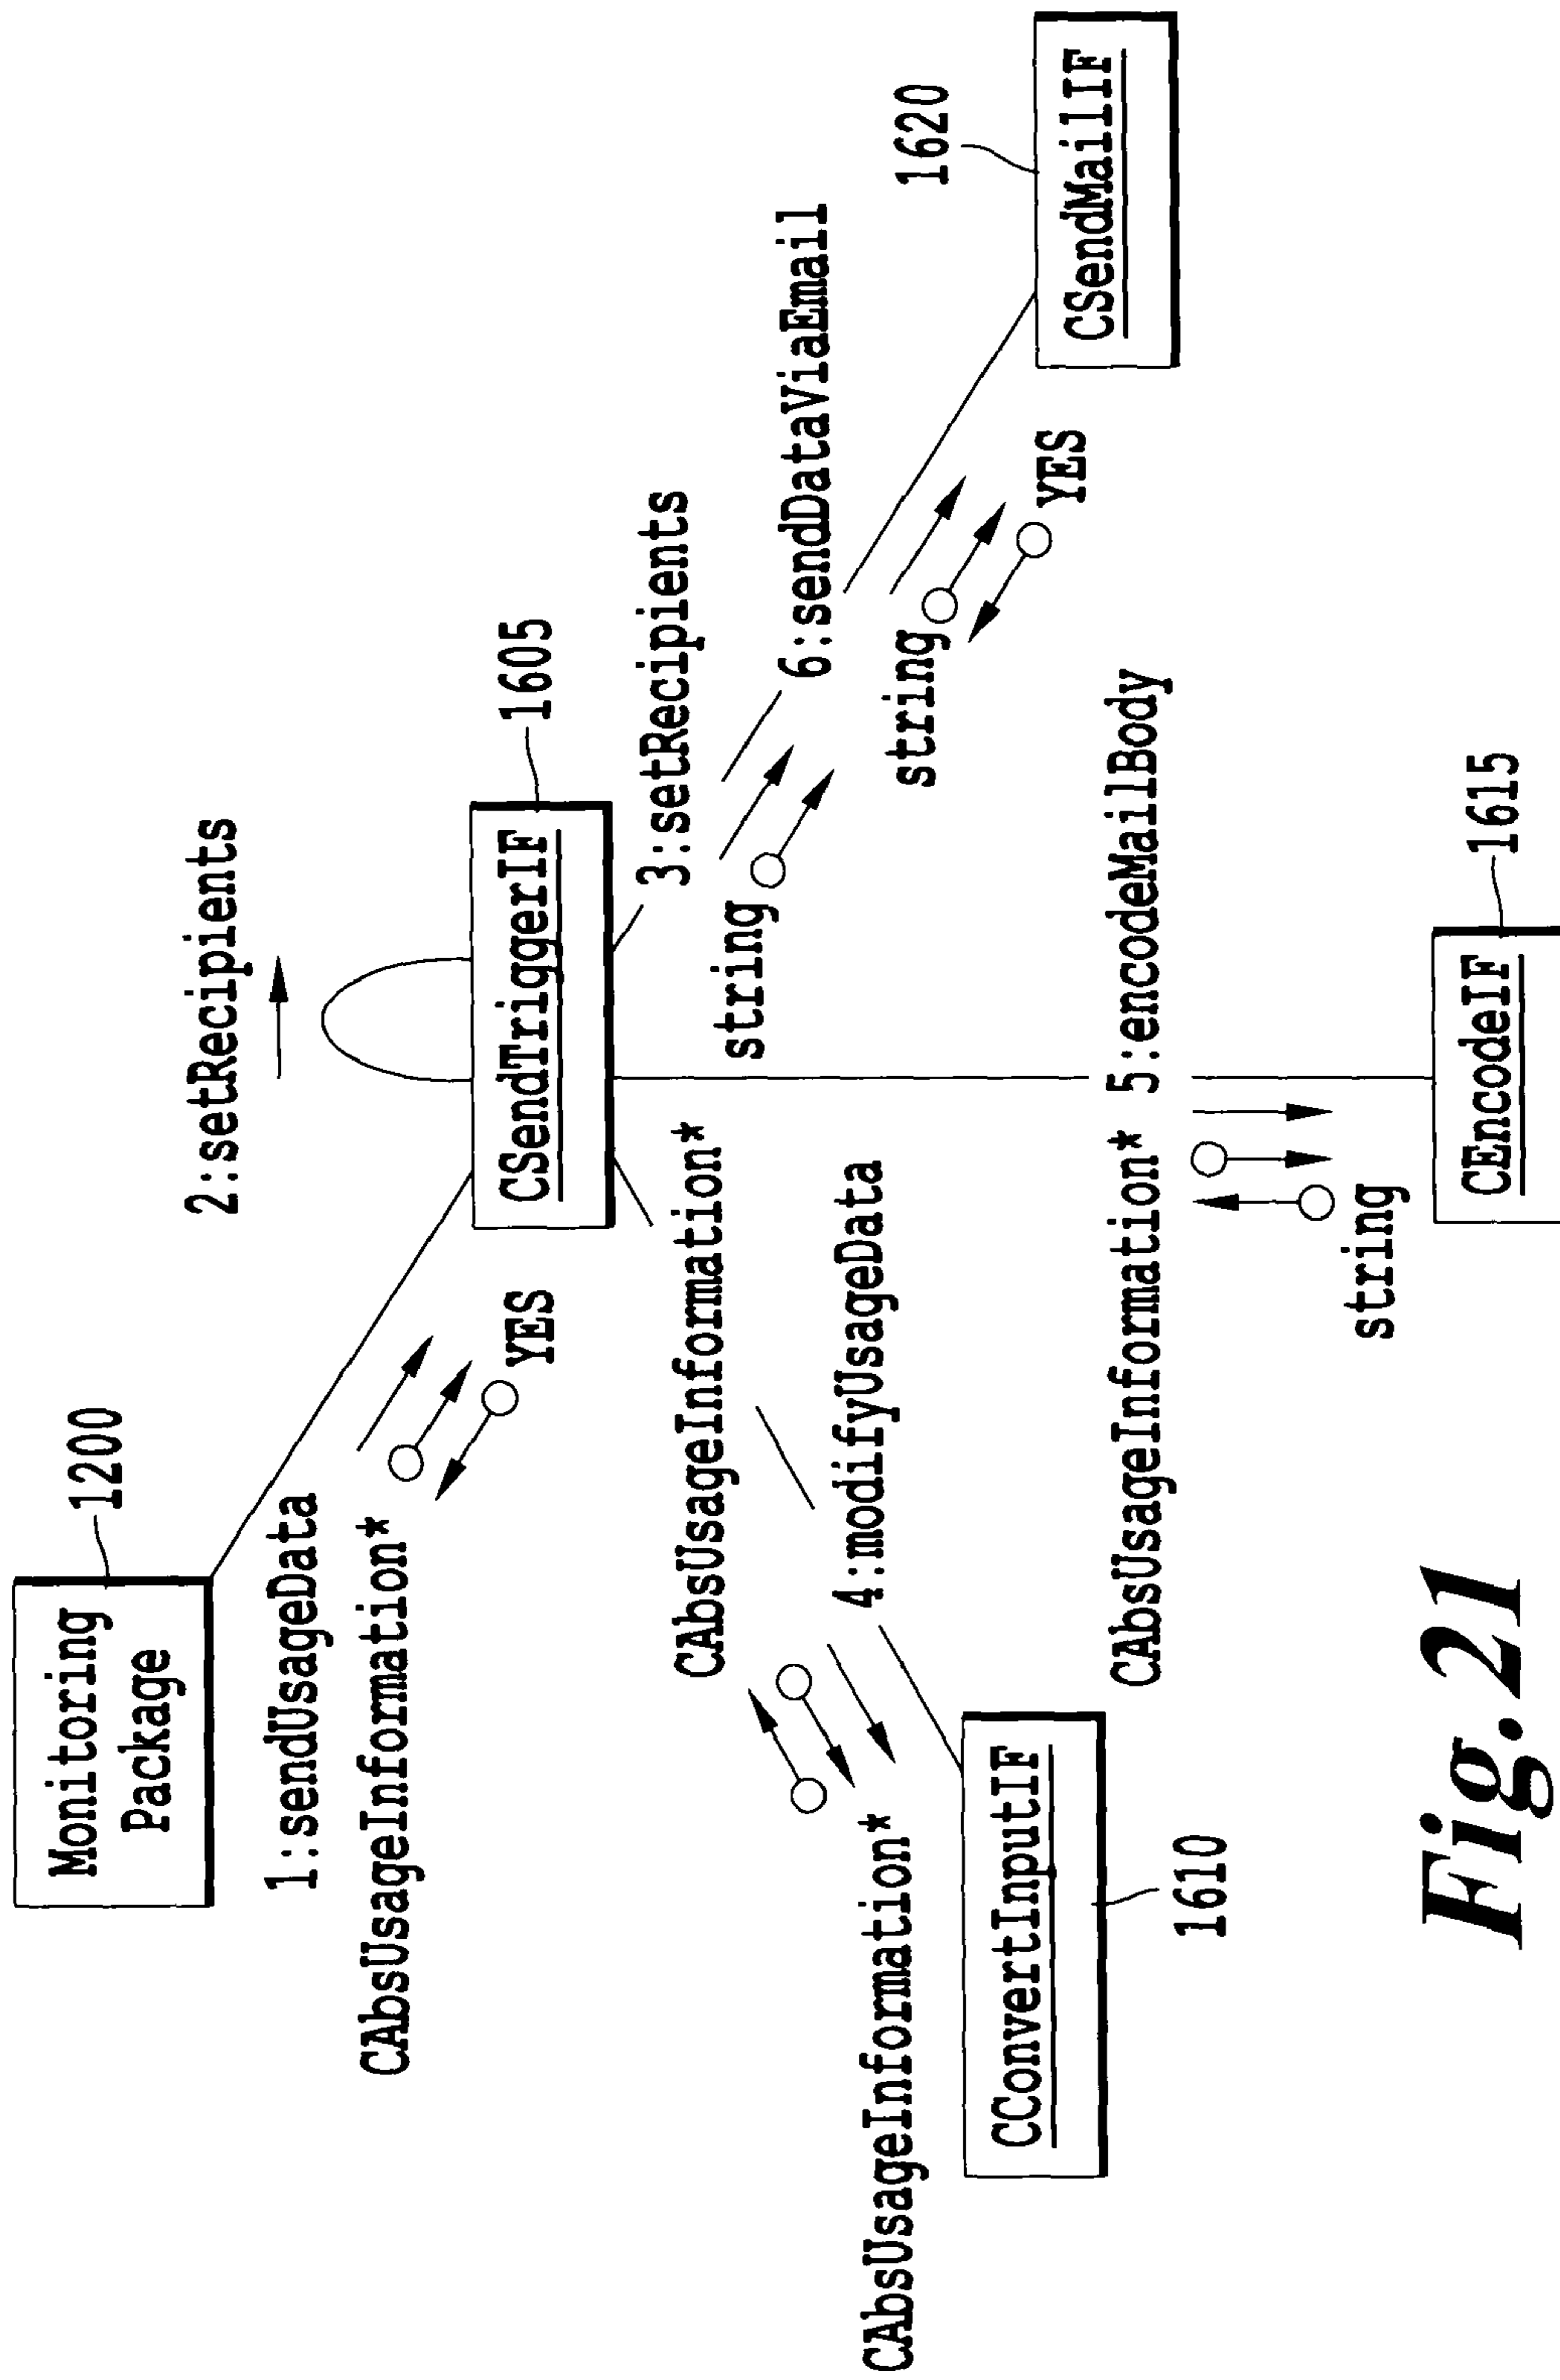 Monitoring
Package
1200
1:sendUsageData
CAbsUsageInformation*
YES
2:setRecipients
CSendTriggerIF
1605
3:setRecipients
string
6:sendDataViaEmail
string
YES
1620
CSendMailIF
CAbsUsageInformation*
4:modifyUsageData
CAbsUsageInformation*
CConvertInputIF
1610
CAbsUsageInformation*
5:encodeMailBody
string
CEncodeIF
1615
Fig. 21